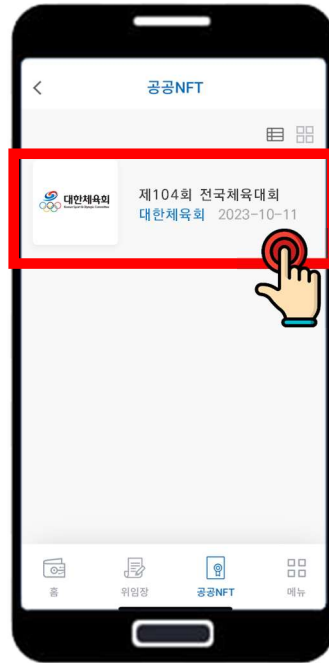 공공NFT
대한체육회
제104회 전국체육대회
대한체육회 2023-10-11
홈
위임장
공공NFT
메뉴